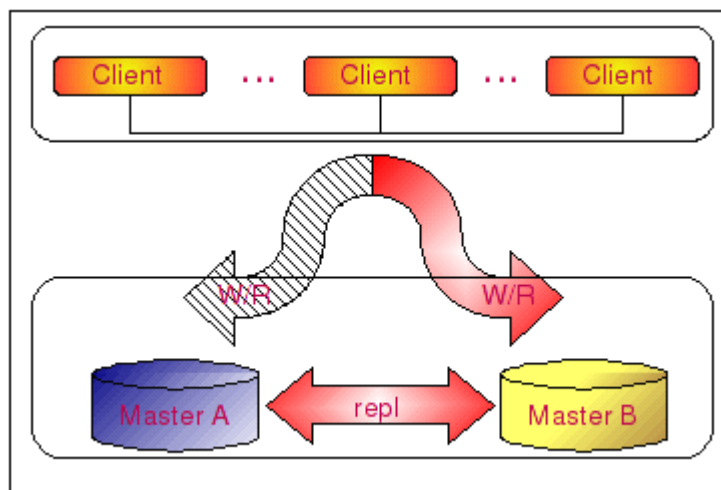 Client ... Client ... Client
W/R W/R
Master A repl Master B